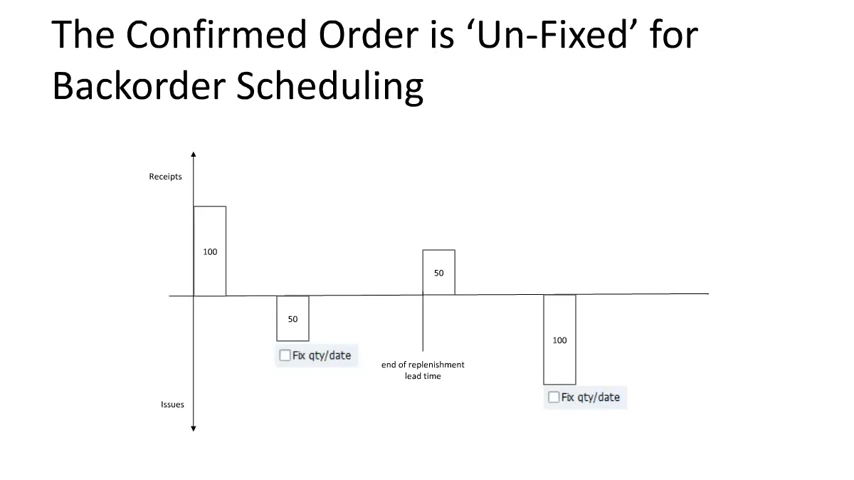 The Confirmed Order is ‘Un-Fixed’ for
Backorder Scheduling
Receipts
100
50
50
100
Fix qty/date
end of replenishment
lead time
Fix qty/date
Issues